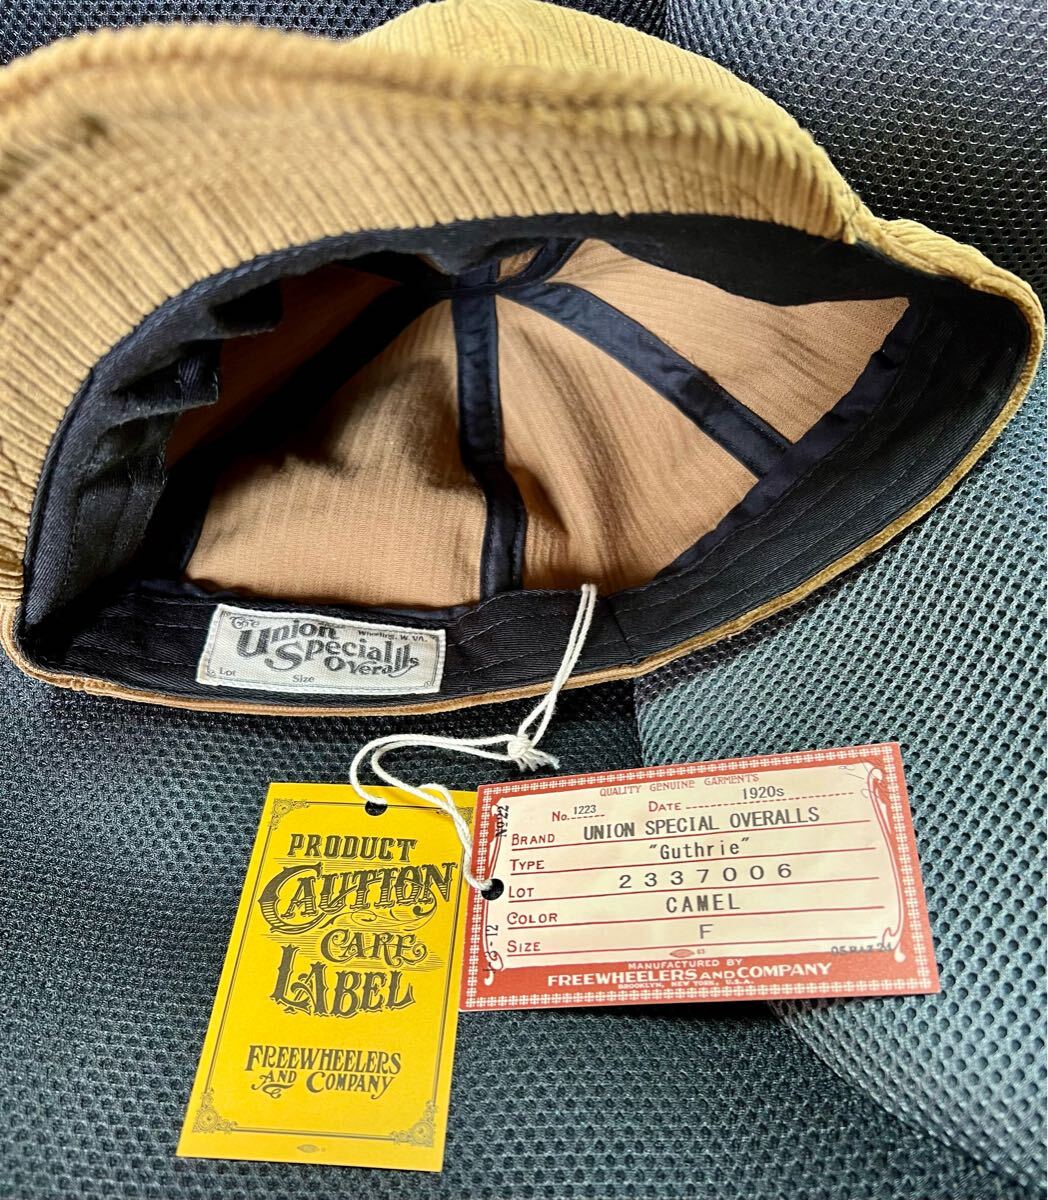 The
Union
Wheeling, W. VA.
Special
Overalls
Lot
Size
PRODUCT
CAUTION
CARE
LABEL
FREEWHEELERS
AND COMPANY
QUALITY GENUINE GARMENTS
No. 1223 DATE 1920s
BRAND UNION SPECIAL OVERALLS
TYPE "Guthrie"
LOT 2337006
COLOR CAMEL
SIZE F
No 22
MANUFACTURED BY
FREEWHEELERS AND COMPANY
BROOKLYN, NEW YORK, U.S.A.